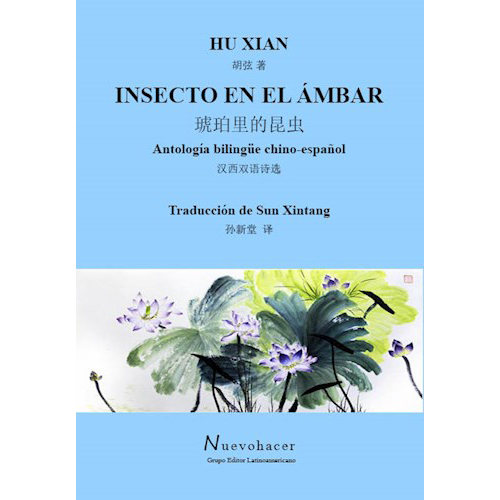 HU XIAN
胡弦 著
INSECTO EN EL ÁMBAR
琥珀里的昆虫
Antología bilingüe chino-español
汉西双语诗选
Traducción de Sun Xintang
孙新堂 译
Nuevohacer
Grupo Editor Latinoamericano